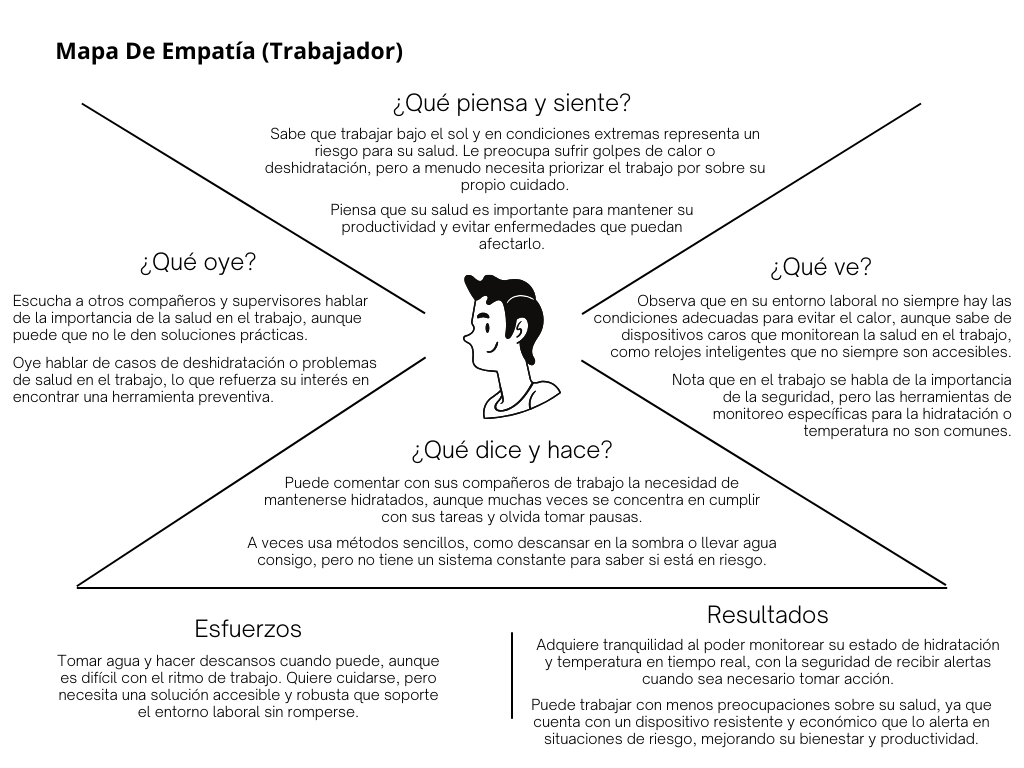 Mapa De Empatía (Trabajador)
¿Qué piensa y siente?
Sabe que trabajar bajo el sol y en condiciones extremas representa un
riesgo para su salud. Le preocupa sufrir golpes de calor o
deshidratación, pero a menudo necesita priorizar el trabajo por sobre su
propio cuidado.
Piensa que su salud es importante para mantener su
productividad y evitar enfermedades que puedan
afectarlo.
¿Qué oye?
Escucha a otros compañeros y supervisores hablar
de la importancia de la salud en el trabajo, aunque
puede que no le den soluciones prácticas.
Oye hablar de casos de deshidratación o problemas
de salud en el trabajo, lo que refuerza su interés en
encontrar una herramienta preventiva.
¿Qué ve?
Observa que en su entorno laboral no siempre hay las
condiciones adecuadas para evitar el calor, aunque sabe de
dispositivos caros que monitorean la salud en el trabajo,
como relojes inteligentes que no siempre son accesibles.
Nota que en el trabajo se habla de la importancia
de la seguridad, pero las herramientas de
monitoreo específicas para la hidratación o
temperatura no son comunes.
¿Qué dice y hace?
Puede comentar con sus compañeros de trabajo la necesidad de
mantenerse hidratados, aunque muchas veces se concentra en cumplir
con sus tareas y olvida tomar pausas.
A veces usa métodos sencillos, como descansar en la sombra o llevar agua
consigo, pero no tiene un sistema constante para saber si está en riesgo.
Esfuerzos
Tomar agua y hacer descansos cuando puede, aunque
es difícil con el ritmo de trabajo. Quiere cuidarse, pero
necesita una solución accesible y robusta que soporte
el entorno laboral sin romperse.
Resultados
Adquiere tranquilidad al poder monitorear su estado de hidratación
y temperatura en tiempo real, con la seguridad de recibir alertas
cuando sea necesario tomar acción.
Puede trabajar con menos preocupaciones sobre su salud, ya que
cuenta con un dispositivo resistente y económico que lo alerta en
situaciones de riesgo, mejorando su bienestar y productividad.